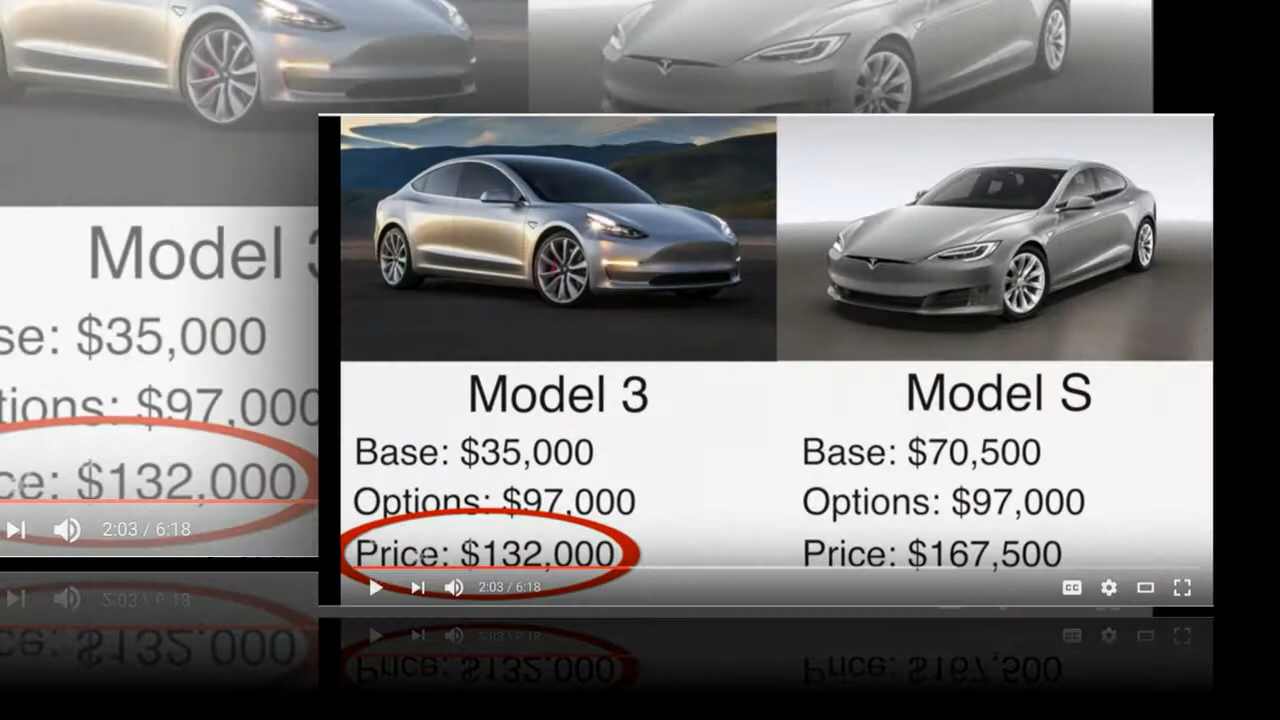 Model 3
se: $35,000
tions: $97,000
ce: $132,000
2:03 / 6:18
Model 3
Base: $35,000
Options: $97,000
Price: $132,000
Model S
Base: $70,500
Options: $97,000
Price: $167,500
2:03 / 6:18
CC